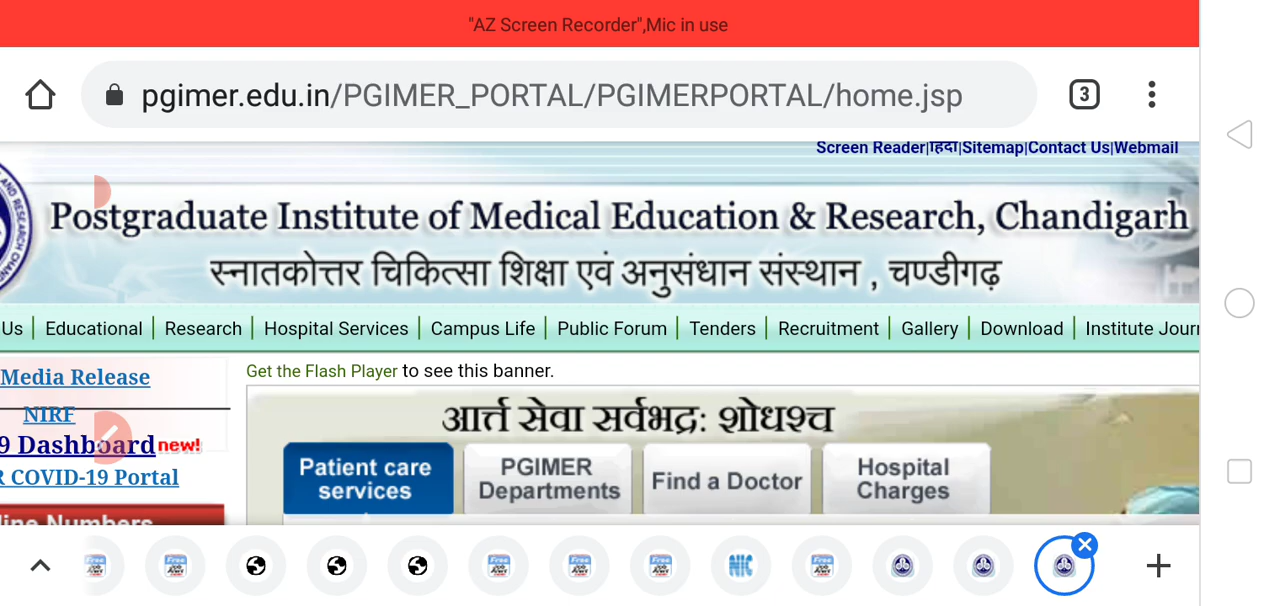 "AZ Screen Recorder",Mic in use
pgimer.edu.in/PGIMER_PORTAL/PGIMERPORTAL/home.jsp
3
Screen Reader|हिंदी|Sitemap|Contact Us|Webmail
Postgraduate Institute of Medical Education & Research, Chandigarh
स्नातकोत्तर चिकित्सा शिक्षा एवं अनुसंधान संस्थान , चण्डीगढ़
Us | Educational | Research | Hospital Services | Campus Life | Public Forum | Tenders | Recruitment | Gallery | Download | Institute Jour
Media Release
Get the Flash Player to see this banner.
NIRF
आर्त्त सेवा सर्वभद्र: शोधश्च
9 Dashboard new!
R COVID-19 Portal
Patient care services
PGIMER Departments
Find a Doctor
Hospital Charges
line Numbers
NIC